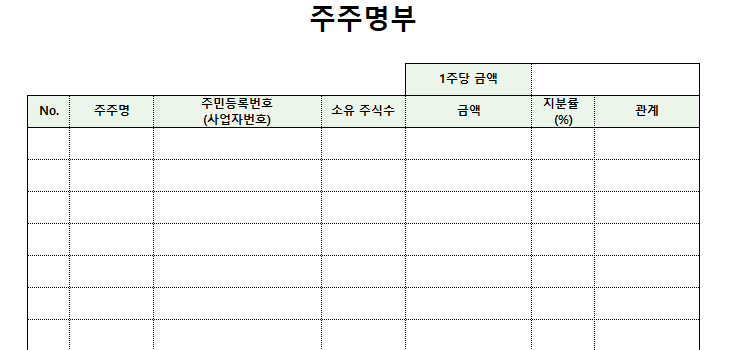 주주명부
1주당 금액
No.
주주명
주민등록번호
(사업자번호)
소유 주식수
금액
지분률
(%)
관계